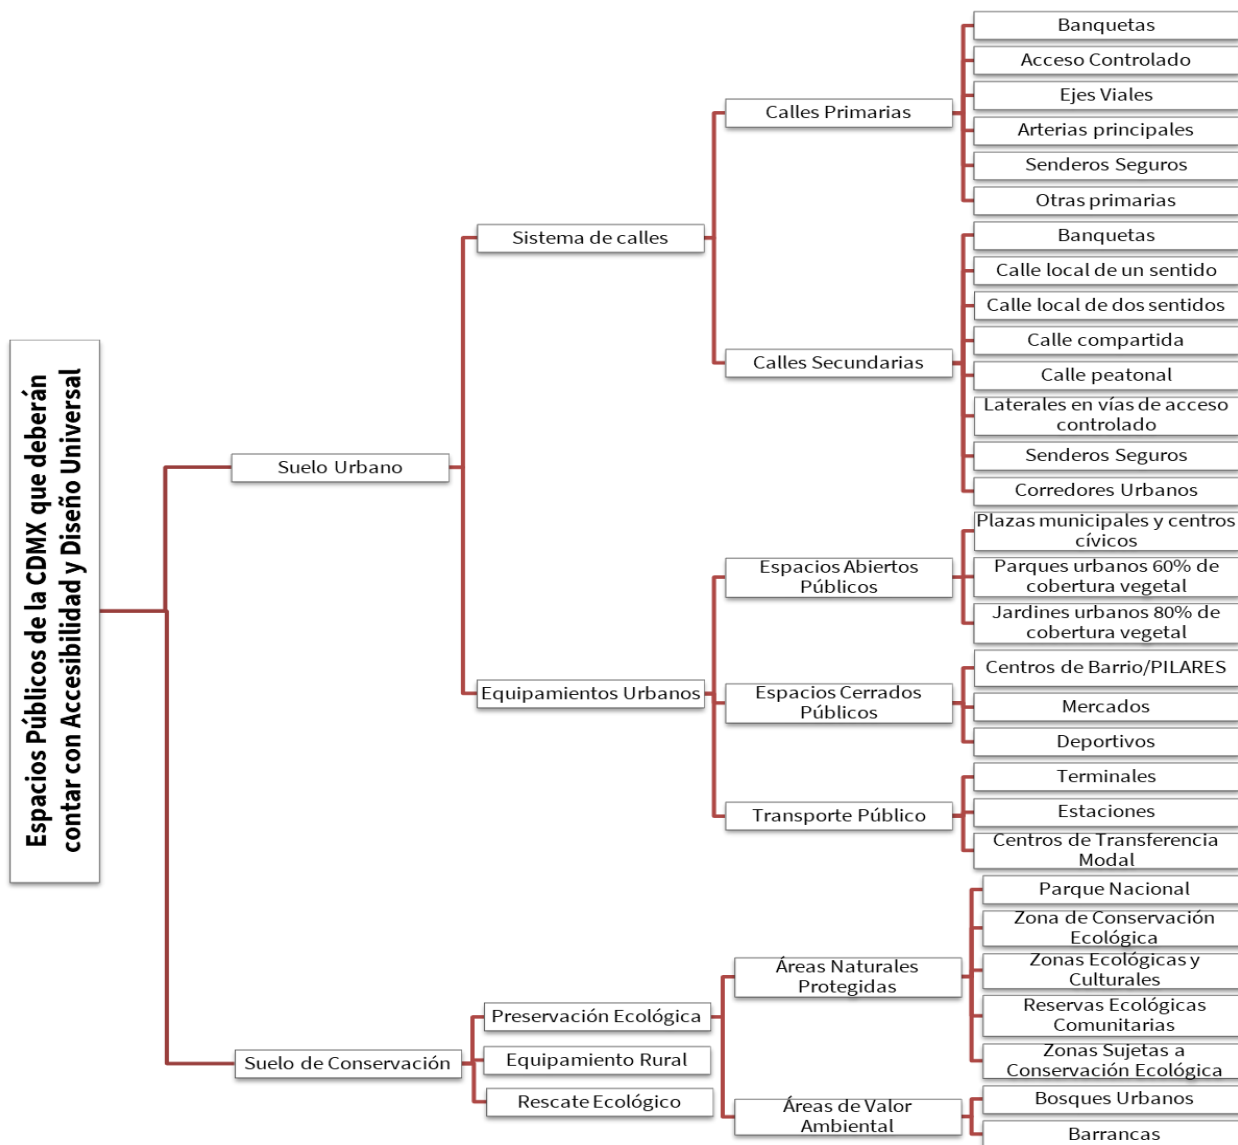 Espacios Públicos de la CDMX que deberán
contar con Accesibilidad y Diseño Universal
Suelo Urbano
Sistema de calles
Calles Primarias
Banquetas
Acceso Controlado
Ejes Viales
Arterias principales
Senderos Seguros
Otras primarias
Calles Secundarias
Banquetas
Calle local de un sentido
Calle local de dos sentidos
Calle compartida
Calle peatonal
Laterales en vías de acceso
controlado
Senderos Seguros
Corredores Urbanos
Equipamientos Urbanos
Espacios Abiertos
Públicos
Plazas municipales y centros
cívicos
Parques urbanos 60% de
cobertura vegetal
Jardines urbanos 80% de
cobertura vegetal
Espacios Cerrados
Públicos
Centros de Barrio/PILARES
Mercados
Deportivos
Transporte Público
Terminales
Estaciones
Centros de Transferencia
Modal
Suelo de Conservación
Preservación Ecológica
Áreas Naturales
Protegidas
Parque Nacional
Zona de Conservación
Ecológica
Zonas Ecológicas y
Culturales
Reservas Ecológicas
Comunitarias
Zonas Sujetas a
Conservación Ecológica
Áreas de Valor
Ambiental
Bosques Urbanos
Barrancas
Equipamiento Rural
Rescate Ecológico